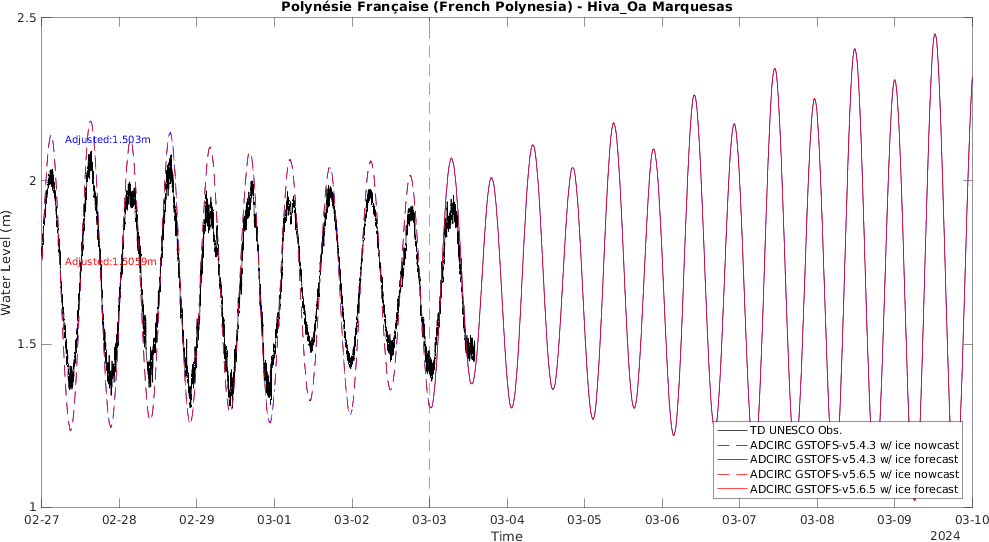 Polynésie Française (French Polynesia) - Hiva_Oa Marquesas
2.5
2
1.5
1
Water Level (m)
Adjusted:1.503m
Adjusted:1.5059m
TD UNESCO Obs.
ADCIRC GSTOFS-v5.4.3 w/ ice nowcast
ADCIRC GSTOFS-v5.4.3 w/ ice forecast
ADCIRC GSTOFS-v5.6.5 w/ ice nowcast
ADCIRC GSTOFS-v5.6.5 w/ ice forecast
02-27 02-28 02-29 03-01 03-02 03-03 03-04 03-05 03-06 03-07 03-08 03-09 03-10
Time
2024